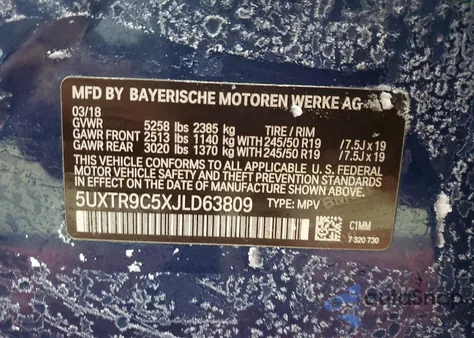 MFD BY BAYERISCHE MOTOREN WERKE AG
03/18
GVWR 5258 lbs 2385 kg TIRE / RIM
GAWR FRONT 2513 lbs 1140 kg WITH 245/50 R19 /7.5J x 19
GAWR REAR 3020 lbs 1370 kg WITH 245/50 R19 /7.5J x 19
THIS VEHICLE CONFORMS TO ALL APPLICABLE U. S. FEDERAL
MOTOR VEHICLE SAFETY AND THEFT PREVENTION STANDARDS
IN EFFECT ON THE DATE OF MANUFACTURE SHOWN ABOVE.
5UXTR9C5XJLD63809 TYPE: MPV
C1MM
7 320 730
AutoShop